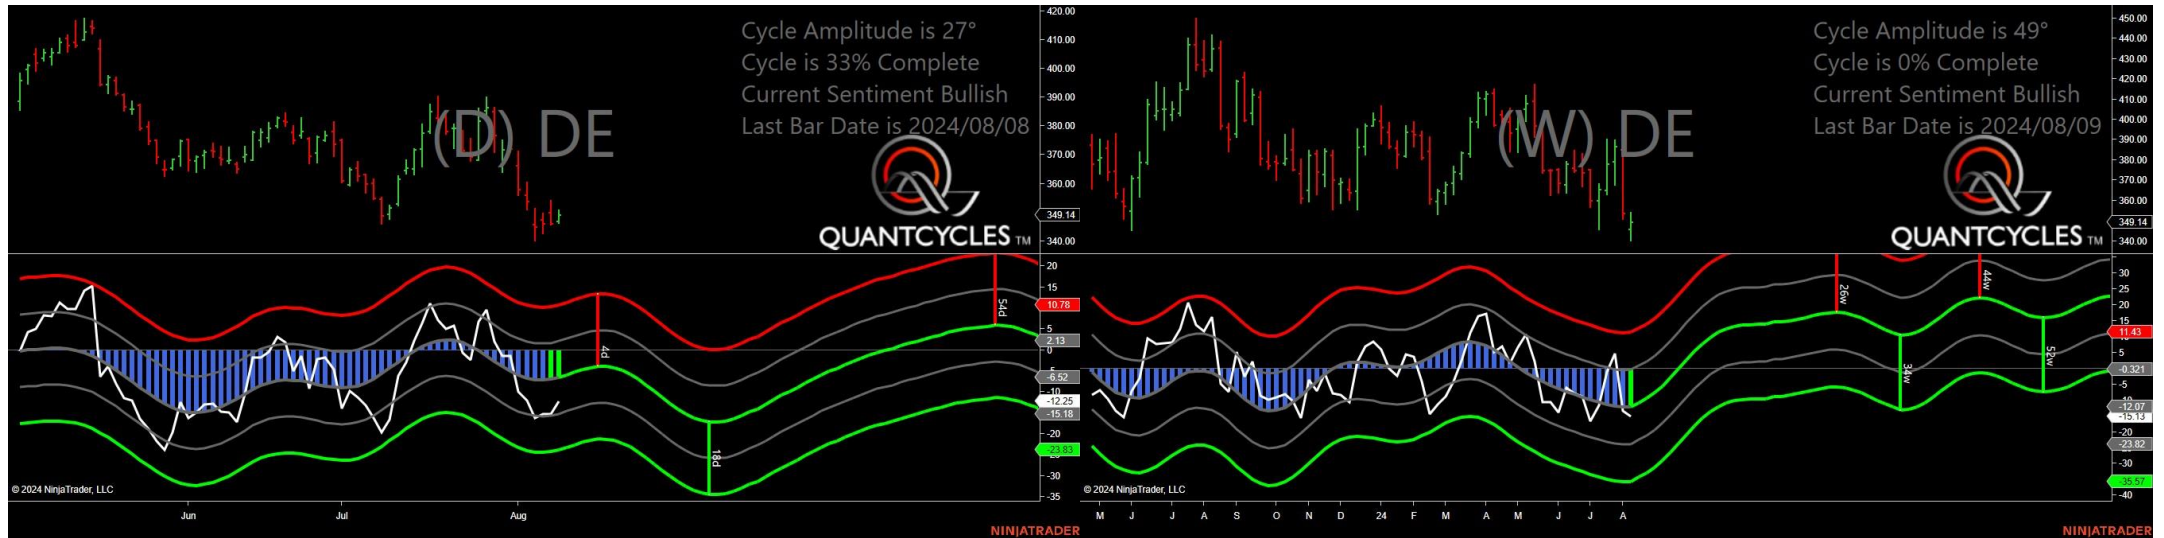 Cycle Amplitude is 27°
Cycle is 33% Complete
Current Sentiment Bullish
Last Bar Date is 2024/08/08
(D) DE
QUANTCYCLES TM
420.00
410.00
400.00
390.00
380.00
370.00
360.00
349.14
340.00
20
15
10.78
5
2.13
0
-6.52
-12.25
-15.18
-20
-23.83
-30
-35
4d
18d
54d
© 2024 NinjaTrader, LLC
Jun
Jul
Aug
NINJATRADER
Cycle Amplitude is 49°
Cycle is 0% Complete
Current Sentiment Bullish
Last Bar Date is 2024/08/09
(W) DE
QUANTCYCLES TM
450.00
440.00
430.00
420.00
410.00
400.00
390.00
380.00
370.00
360.00
349.14
340.00
30
25
20
15
11.43
5
-0.321
-5
-12.07
-15.13
-20
-23.82
-30
-35.57
-40
26w
34w
44w
52w
© 2024 NinjaTrader, LLC
M
J
J
A
S
O
N
D
24
F
M
A
M
J
J
A
NINJATRADER